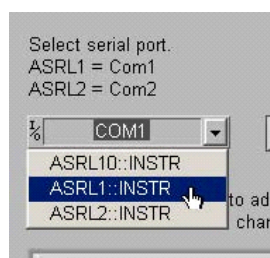 Select serial port.
ASRL1 = Com1
ASRL2 = Com2
I/O COM1
ASRL10::INSTR
ASRL1::INSTR
ASRL2::INSTR
to ad
char